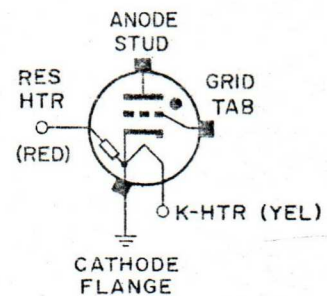 ANODE
STUD
RES
HTR
(RED)
GRID
TAB
K-HTR (YEL)
CATHODE
FLANGE